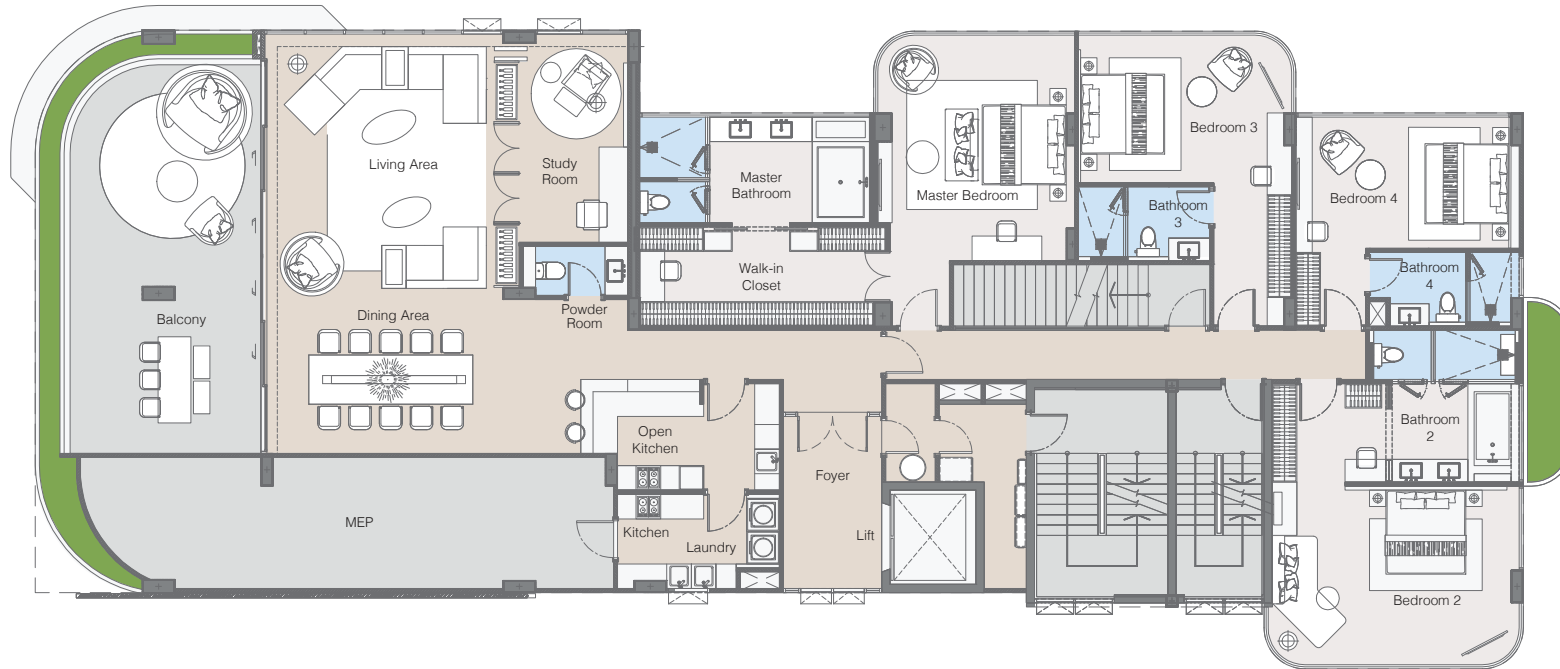 Living Area
Study
Room
Master
Bathroom
Master Bedroom
Bedroom 3
Bedroom 4
Bathroom
3
Walk-in
Closet
Bathroom
4
Balcony
Dining Area
Powder
Room
Open
Kitchen
Foyer
Bathroom
2
MEP
Kitchen
Laundry
Lift
Bedroom 2